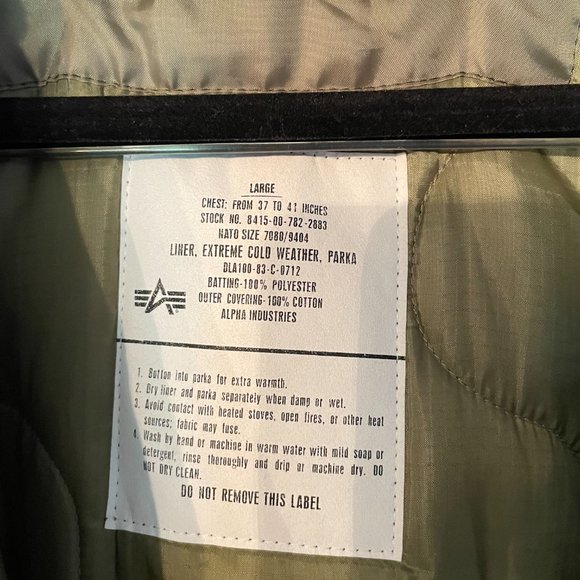 LARGE
CHEST: FROM 37 TO 41 INCHES
STOCK NO. 8415-00-782-2883
NATO SIZE 7080/9404
LINER, EXTREME COLD WEATHER, PARKA
DLA100-83-C-0712
BATTING-100% POLYESTER
OUTER COVERING-100% COTTON
ALPHA INDUSTRIES
1. Button into parka for extra warmth.
2. Dry liner and parka separately when damp or wet.
3. Avoid contact with heated stoves, open fires, or other heat
sources; fabric may fuse.
4. Wash by hand or machine in warm water with mild soap or
detergent, rinse thoroughly and drip or machine dry. DO
NOT DRY CLEAN.
DO NOT REMOVE THIS LABEL